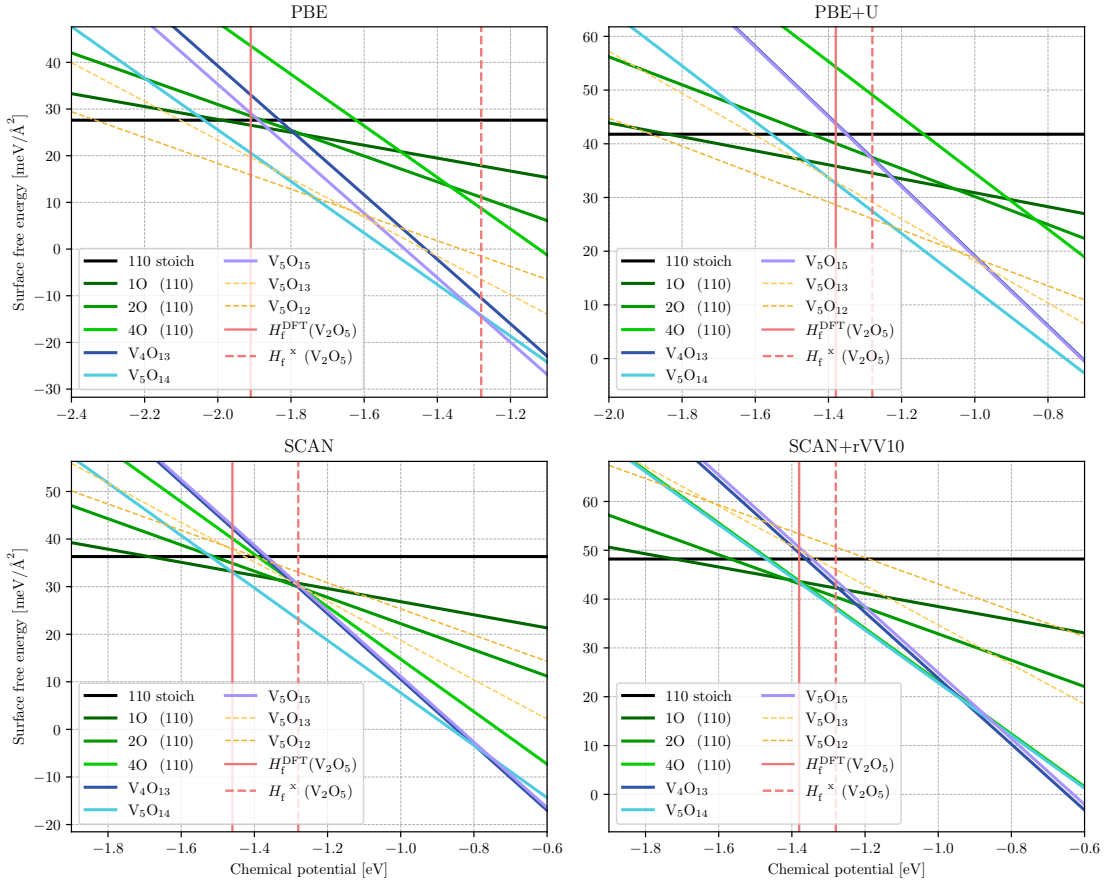 PBE
Surface free energy [meV/Å²]
40
30
20
10
0
−10
−20
−30
−2.4 −2.2 −2.0 −1.8 −1.6 −1.4 −1.2
110 stoich
1O (110)
2O (110)
4O (110)
V₄O₁₃
V₅O₁₄
V₅O₁₅
V₅O₁₃
V₅O₁₂
H_f^DFT(V₂O₅)
H_f^x (V₂O₅)
PBE+U
60
50
40
30
20
10
0
−2.0 −1.8 −1.6 −1.4 −1.2 −1.0 −0.8
110 stoich
1O (110)
2O (110)
4O (110)
V₄O₁₃
V₅O₁₄
V₅O₁₅
V₅O₁₃
V₅O₁₂
H_f^DFT(V₂O₅)
H_f^x (V₂O₅)
SCAN
Surface free energy [meV/Å²]
50
40
30
20
10
0
−10
−20
−1.8 −1.6 −1.4 −1.2 −1.0 −0.8 −0.6
Chemical potential [eV]
110 stoich
1O (110)
2O (110)
4O (110)
V₄O₁₃
V₅O₁₄
V₅O₁₅
V₅O₁₃
V₅O₁₂
H_f^DFT(V₂O₅)
H_f^x (V₂O₅)
SCAN+rVV10
60
50
40
30
20
10
0
−1.8 −1.6 −1.4 −1.2 −1.0 −0.8 −0.6
Chemical potential [eV]
110 stoich
1O (110)
2O (110)
4O (110)
V₄O₁₃
V₅O₁₄
V₅O₁₅
V₅O₁₃
V₅O₁₂
H_f^DFT(V₂O₅)
H_f^x (V₂O₅)